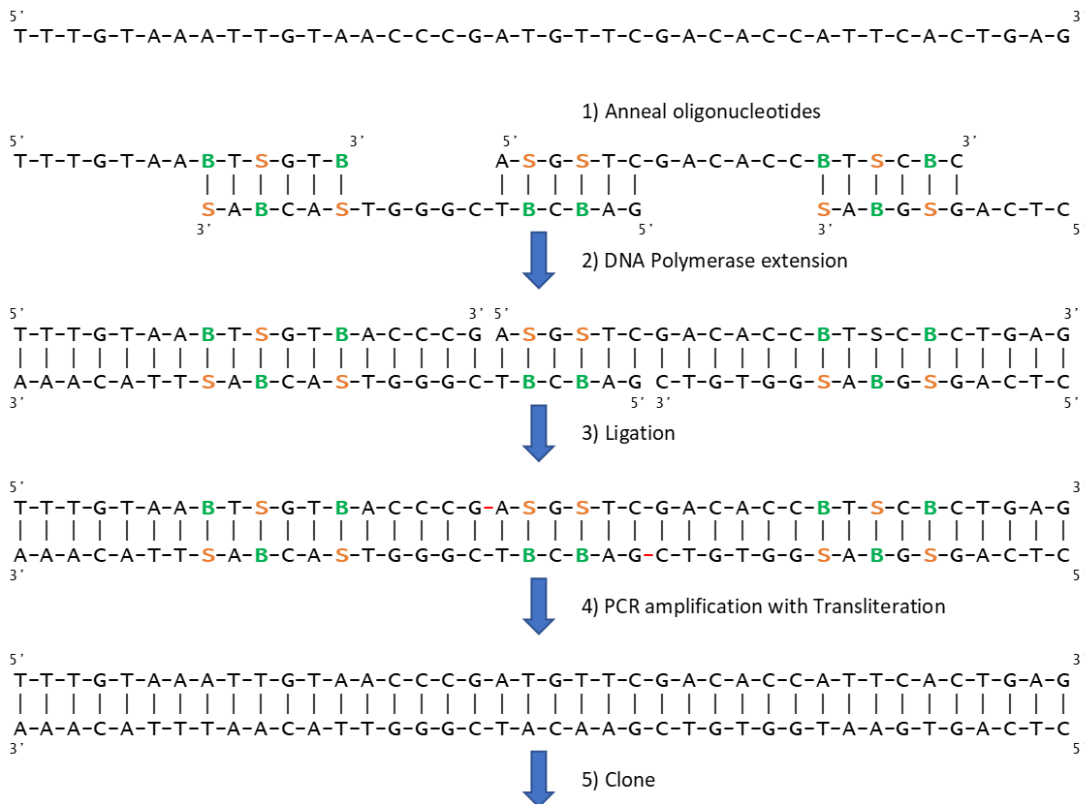 5' 3
T-T-T-G-T-A-A-A-T-T-G-T-A-A-C-C-C-G-A-T-G-T-T-C-G-A-C-A-C-C-A-T-T-C-A-C-T-G-A-G
1) Anneal oligonucleotides
5' 3' 5' 3'
T-T-T-G-T-A-A-B-T-S-G-T-B A-S-G-S-T-C-G-A-C-A-C-C-B-T-S-C-B-C
S-A-B-C-A-S-T-G-G-G-C-T-B-C-B-A-G S-A-B-G-S-G-A-C-T-C
3' 5' 3' 5'
2) DNA Polymerase extension
5' 3' 5' 3'
T-T-T-G-T-A-A-B-T-S-G-T-B-A-C-C-C-G A-S-G-S-T-C-G-A-C-A-C-C-B-T-S-C-B-C-T-G-A-G
A-A-A-C-A-T-T-S-A-B-C-A-S-T-G-G-G-C-T-B-C-B-A-G C-T-G-T-G-G-S-A-B-G-S-G-A-C-T-C
3' 5' 3' 5'
3) Ligation
5' 3'
T-T-T-G-T-A-A-B-T-S-G-T-B-A-C-C-C-G-A-S-G-S-T-C-G-A-C-A-C-C-B-T-S-C-B-C-T-G-A-G
A-A-A-C-A-T-T-S-A-B-C-A-S-T-G-G-G-C-T-B-C-B-A-G-C-T-G-T-G-G-S-A-B-G-S-G-A-C-T-C
3' 5'
4) PCR amplification with Transliteration
5' 3
T-T-T-G-T-A-A-A-T-T-G-T-A-A-C-C-C-G-A-T-G-T-T-C-G-A-C-A-C-C-A-T-T-C-A-C-T-G-A-G
A-A-A-C-A-T-T-T-A-A-C-A-T-T-G-G-G-C-T-A-C-A-A-G-C-T-G-T-G-G-T-A-A-G-T-G-A-C-T-C
3' 5'
5) Clone